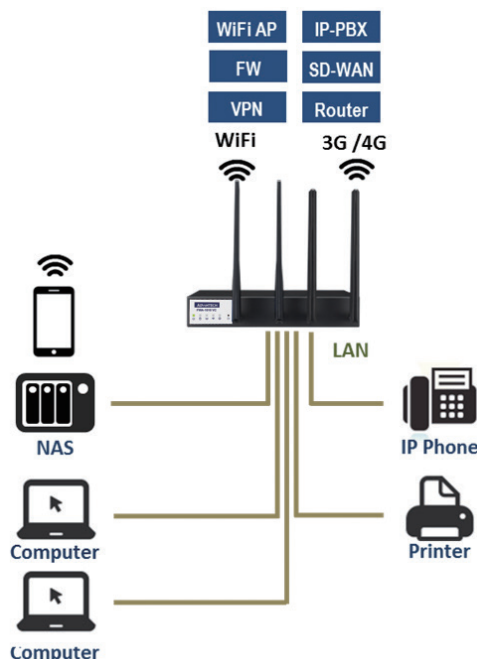 WiFi AP
IP-PBX
FW
SD-WAN
VPN
Router
WiFi
3G /4G
LAN
NAS
IP Phone
Computer
Printer
Computer